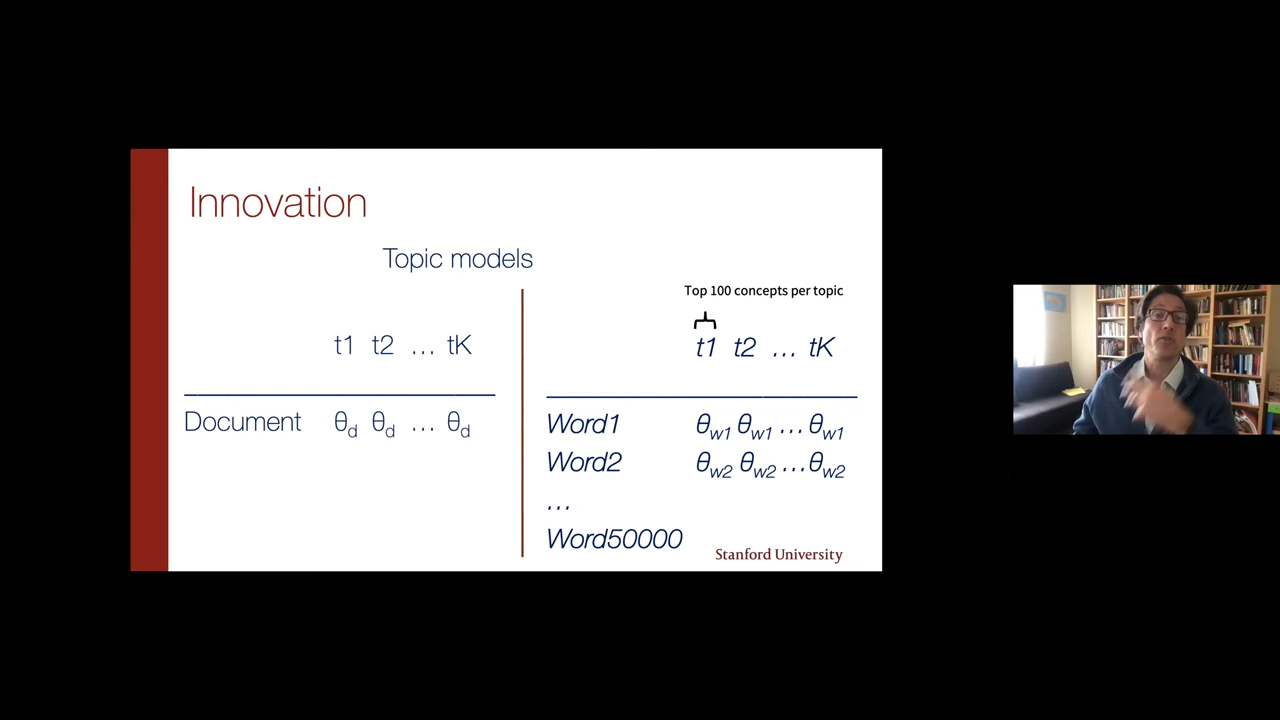 Innovation
Topic models
t1 t2 … tK
Document θd θd … θd
Top 100 concepts per topic
t1 t2 … tK
Word1 θw1 θw1 … θw1
Word2 θw2 θw2 … θw2
…
Word50000
Stanford University